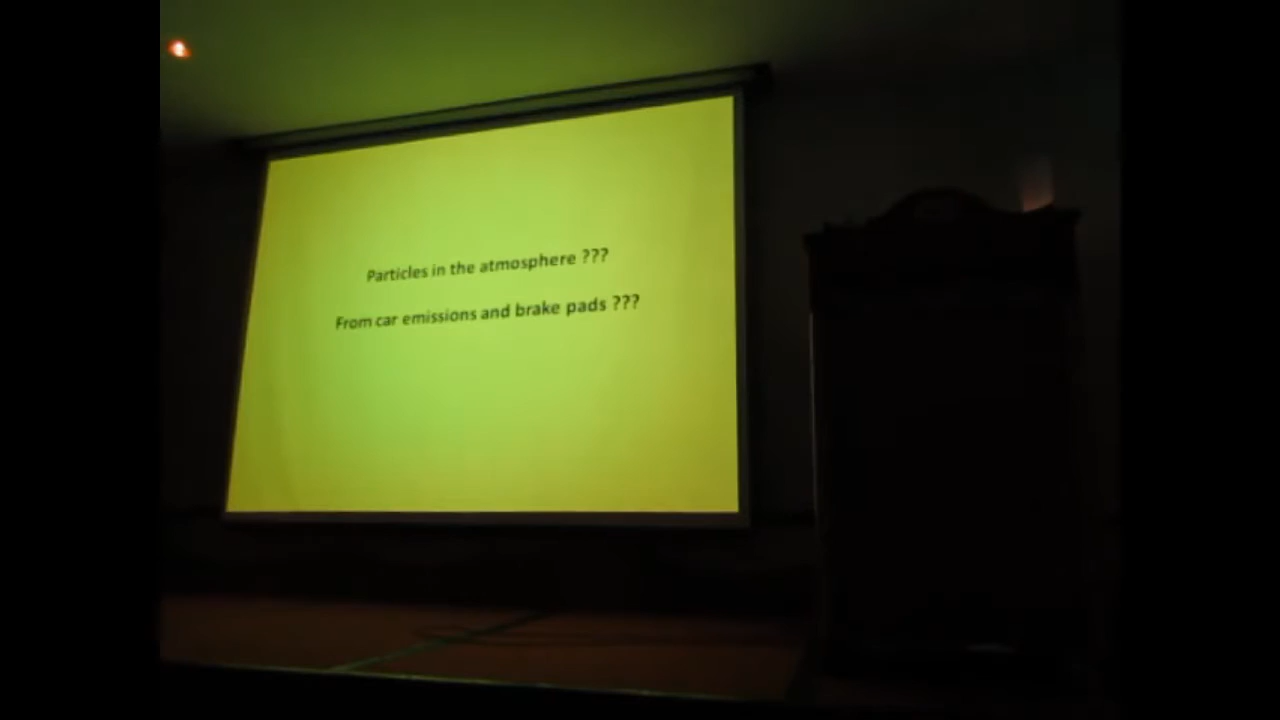 Particles in the atmosphere ???
From car emissions and brake pads ???